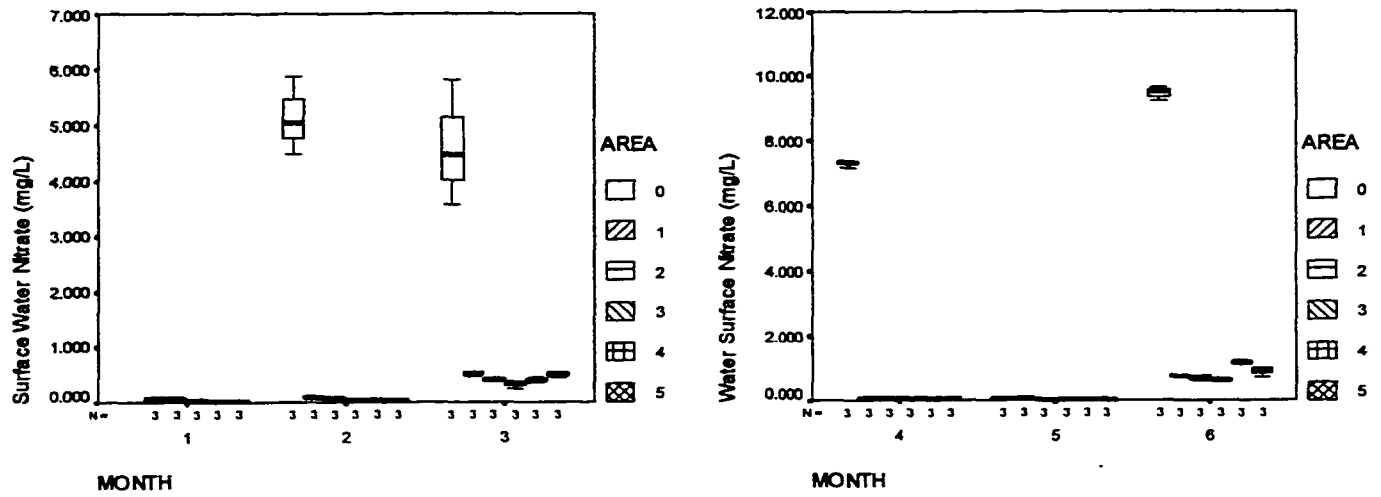 7.000
6.000
5.000
4.000
3.000
2.000
1.000
0.000
Surface Water Nitrate (mg/L)
N= 3 3 3 3 3 3 3 3 3 3 3 3 3 3 3 3 3
1 2 3
MONTH
AREA
0
1
2
3
4
5
12.000
10.000
8.000
6.000
4.000
2.000
0.000
Water Surface Nitrate (mg/L)
N= 3 3 3 3 3 3 3 3 3 3 3 3 3 3 3 3 3
4 5 6
MONTH
AREA
0
1
2
3
4
5